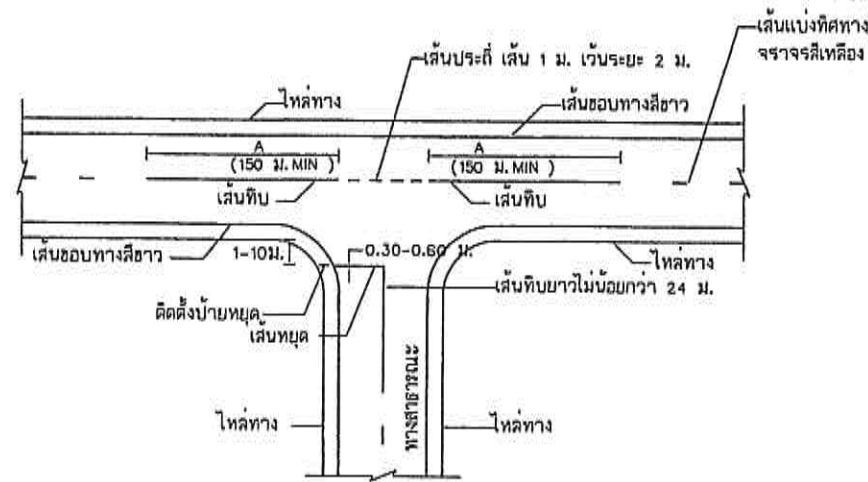 เส้นแบ่งทิศทาง
จราจรสีเหลือง
เส้นประถี่ เส้น 1 ม. เว้นระยะ 2 ม.
ไหล่ทาง
เส้นขอบทางสีขาว
A
(150 ม. MIN )
A
(150 ม. MIN )
เส้นทึบ
เส้นทึบ
เส้นขอบทางสีขาว
1-10ม.
0.30-0.60 ม.
ไหล่ทาง
เส้นทึบยาวไม่น้อยกว่า 24 ม.
ติดตั้งป้ายหยุด
เส้นหยุด
ทางสาธารณะ
ไหล่ทาง
ไหล่ทาง